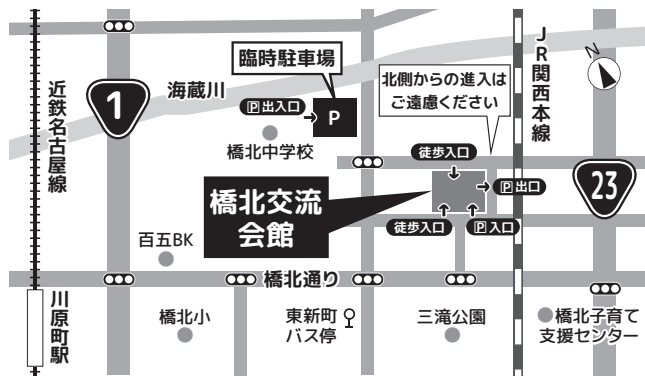 臨時駐車場
P
P出入口
海蔵川
橋北中学校
1
近鉄名古屋線
北側からの進入は
ご遠慮ください
JR関西本線
N
23
徒歩入口
P出口
徒歩入口
P入口
橋北交流
会館
百五BK
橋北通り
川原町駅
橋北小
東新町
バス停
三滝公園
橋北子育て
支援センター